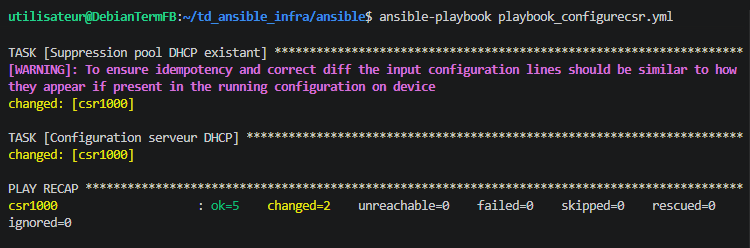 utilisateur@DebianTermFB:~/td_ansible_infra/ansible$ ansible-playbook playbook_configurecsr.yml
TASK [Suppression pool DHCP existant] *******************************************************************
[WARNING]: To ensure idempotency and correct diff the input configuration lines should be similar to how
they appear if present in the running configuration on device
changed: [csr1000]
TASK [Configuration serveur DHCP] ***********************************************************************
changed: [csr1000]
PLAY RECAP **********************************************************************************************
csr1000                    : ok=5    changed=2    unreachable=0    failed=0    skipped=0    rescued=0
ignored=0